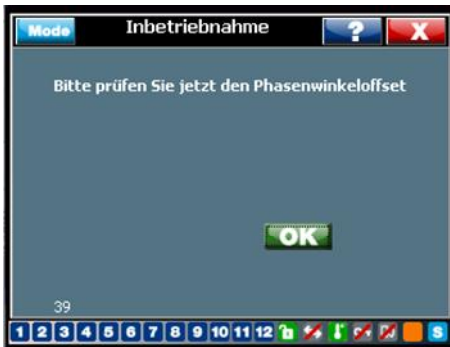 Mode Inbetriebnahme ? X
Bitte prüfen Sie jetzt den Phasenwinkeloffset
OK
39
1 2 3 4 5 6 7 8 9 10 11 12 S